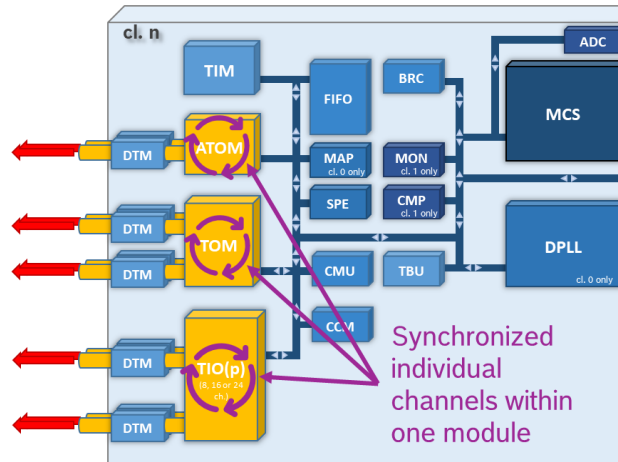 cl. n
ADC
TIM
FIFO
BRC
MCS
DTM
ATOM
MAP
cl. 0 only
MON
cl. 1 only
SPE
CMP
cl. 1 only
DTM
TOM
DTM
CMU
TBU
DPLL
cl. 0 only
CCM
DTM
TIO(p)
(8, 16 or 24
ch.)
DTM
Synchronized
individual
channels within
one module